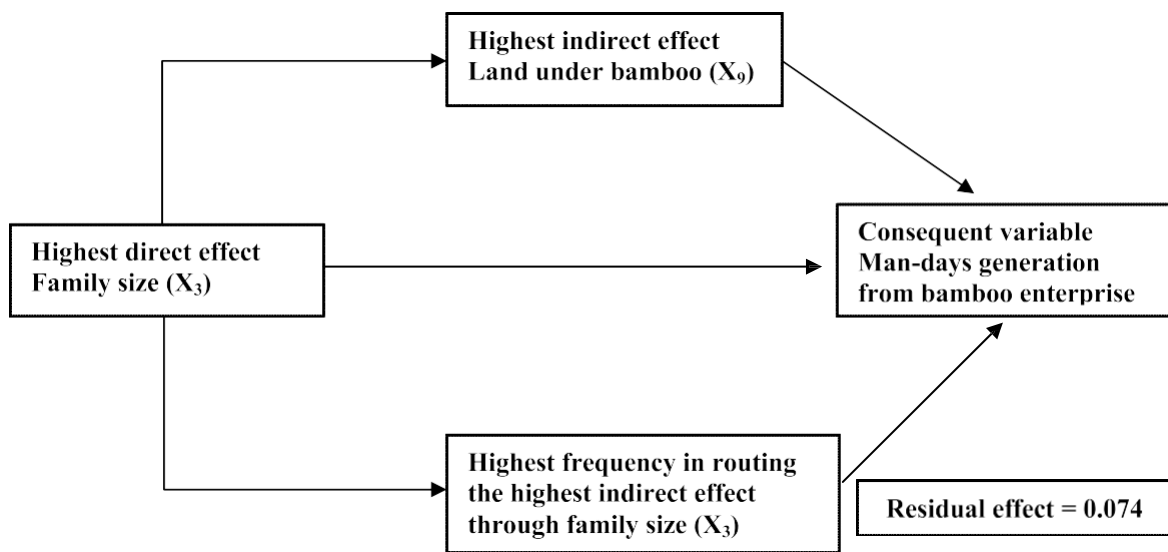 Highest indirect effect
Land under bamboo (X₉)
Highest direct effect
Family size (X₃)
Consequent variable
Man-days generation
from bamboo enterprise
Highest frequency in routing
the highest indirect effect
through family size (X₃)
Residual effect = 0.074